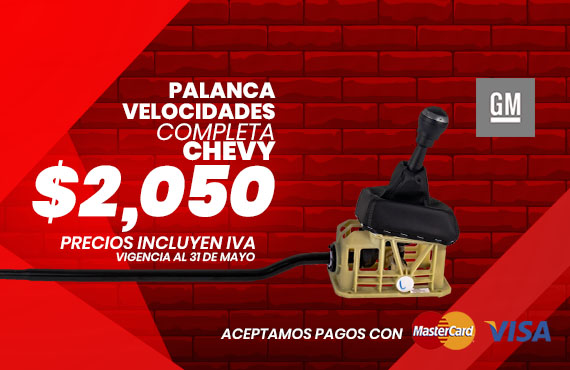 PALANCA
VELOCIDADES
COMPLETA
CHEVY
$2,050
PRECIOS INCLUYEN IVA
VIGENCIA AL 31 DE MAYO
GM
L
ACEPTAMOS PAGOS CON MasterCard VISA